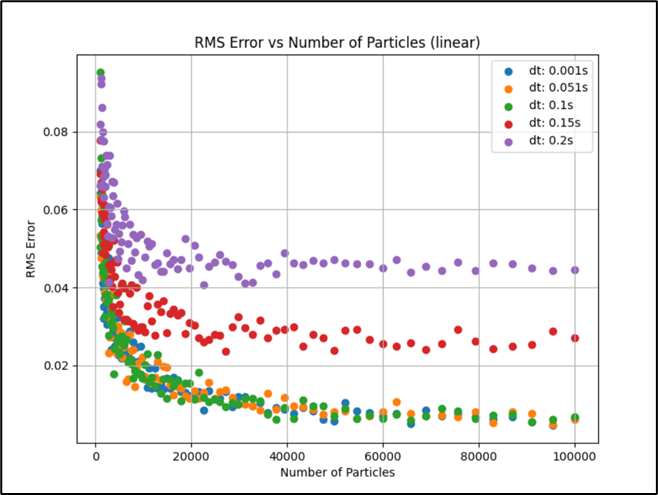 RMS Error vs Number of Particles (linear)
dt: 0.001s
dt: 0.051s
dt: 0.1s
dt: 0.15s
dt: 0.2s
0.08
0.06
0.04
0.02
RMS Error
0 20000 40000 60000 80000 100000
Number of Particles